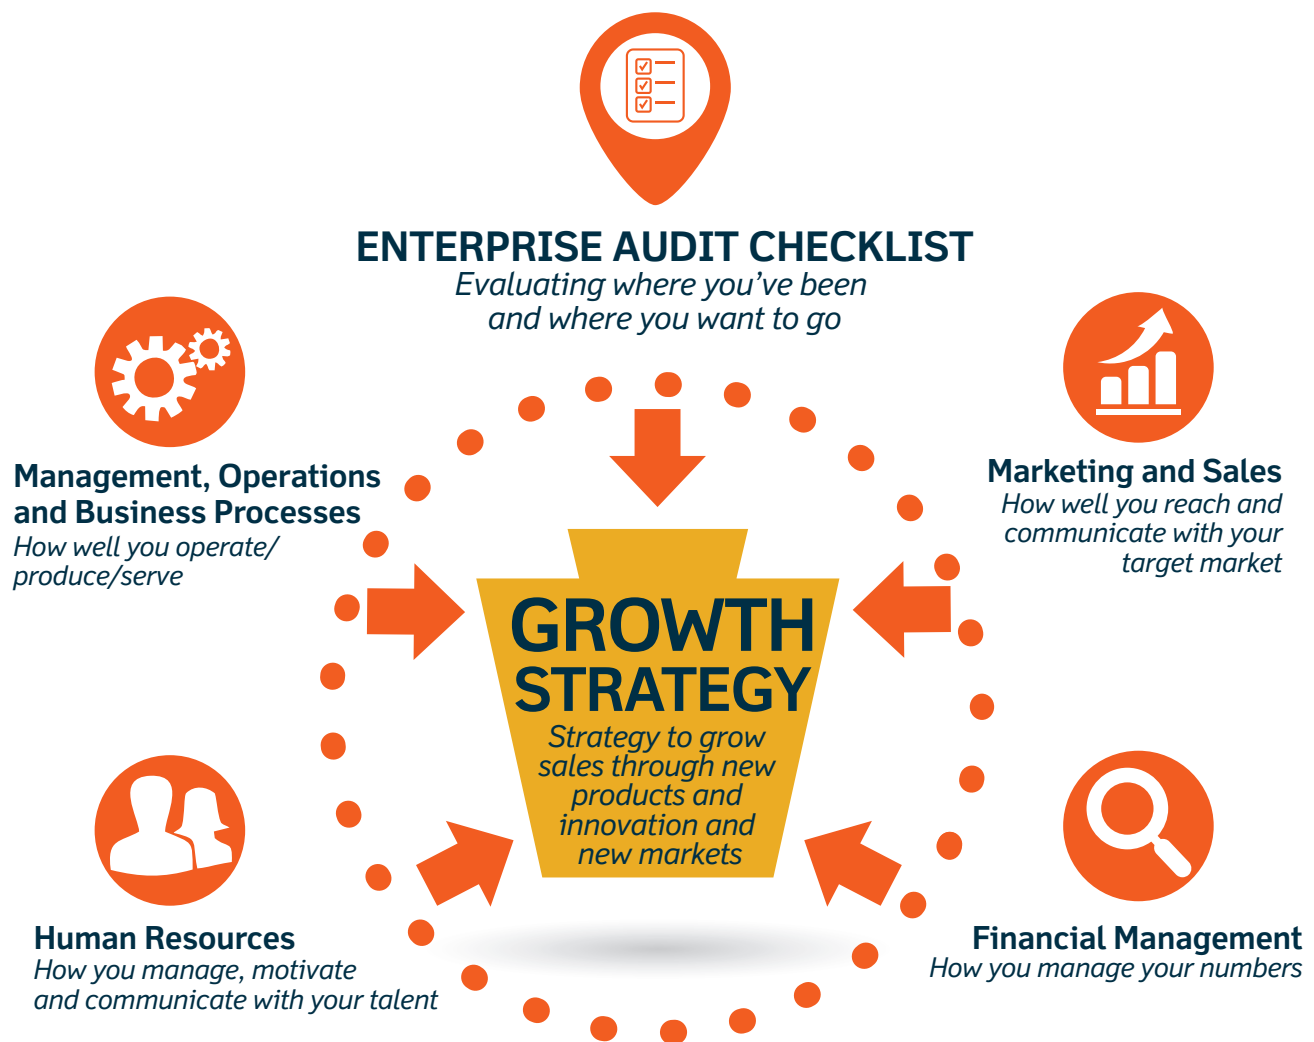 ENTERPRISE AUDIT CHECKLIST
Evaluating where you've been
and where you want to go
Management, Operations
and Business Processes
How well you operate/
produce/serve
Marketing and Sales
How well you reach and
communicate with your
target market
GROWTH
STRATEGY
Strategy to grow
sales through new
products and
innovation and
new markets
Human Resources
How you manage, motivate
and communicate with your talent
Financial Management
How you manage your numbers